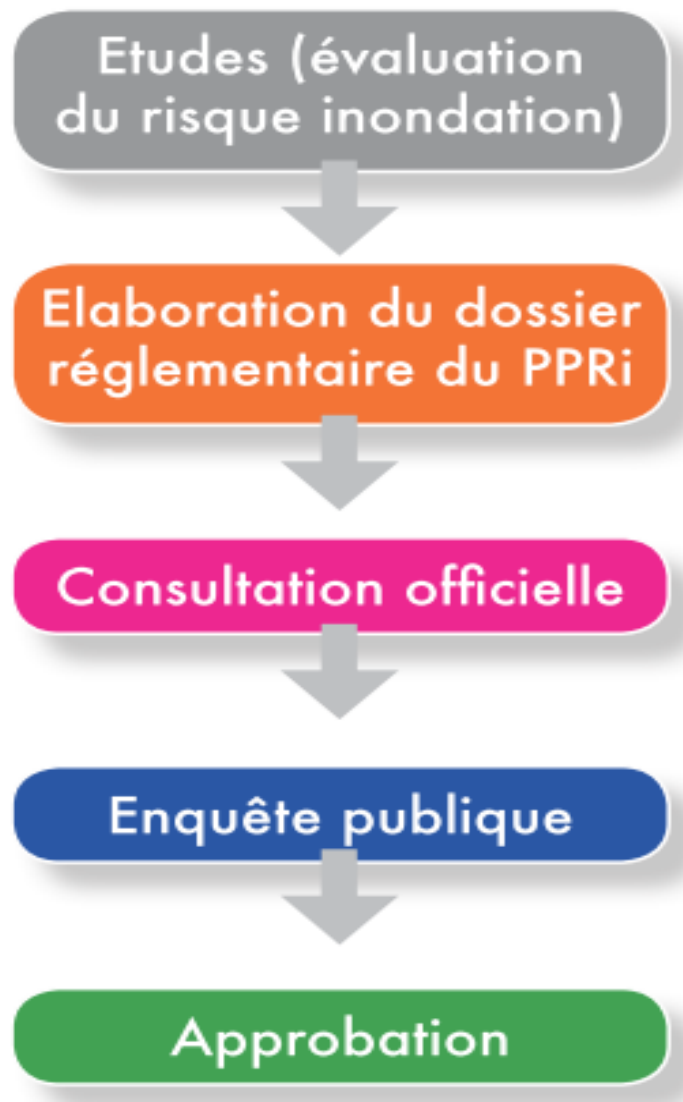 Etudes (évaluation
du risque inondation)
Elaboration du dossier
réglementaire du PPRi
Consultation officielle
Enquête publique
Approbation